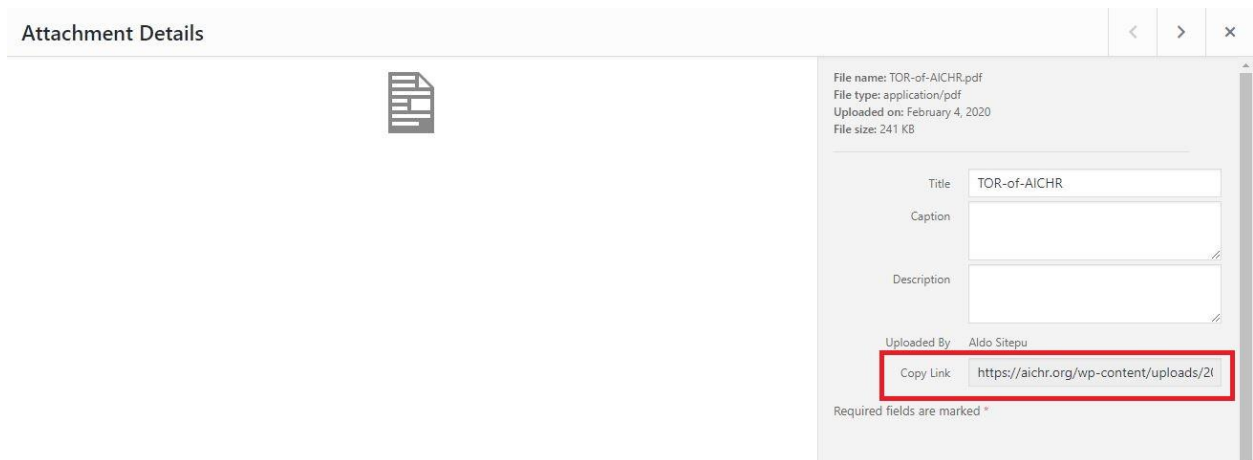 Attachment Details
File name: TOR-of-AICHR.pdf
File type: application/pdf
Uploaded on: February 4, 2020
File size: 241 KB
Title TOR-of-AICHR
Caption
Description
Uploaded By Aldo Sitepu
Copy Link https://aichr.org/wp-content/uploads/20
Required fields are marked *